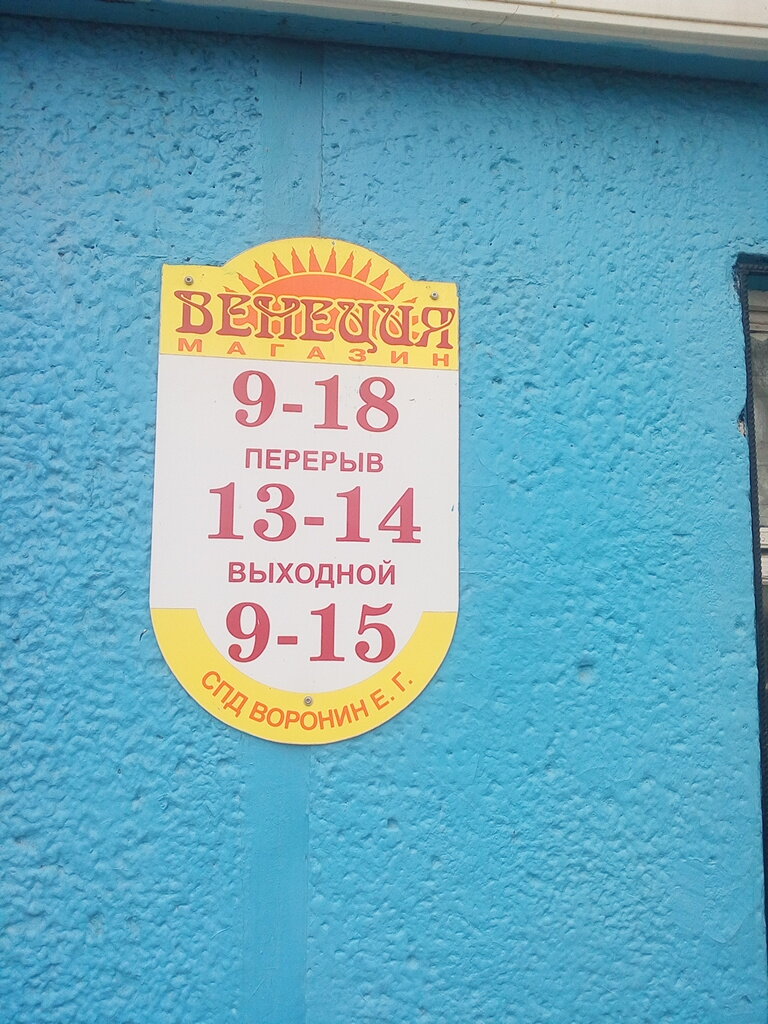 ВЕНЕЦИЯ
МАГАЗИН
9-18
ПЕРЕРЫВ
13-14
ВЫХОДНОЙ
9-15
СПД ВОРОНИН Е. Г.